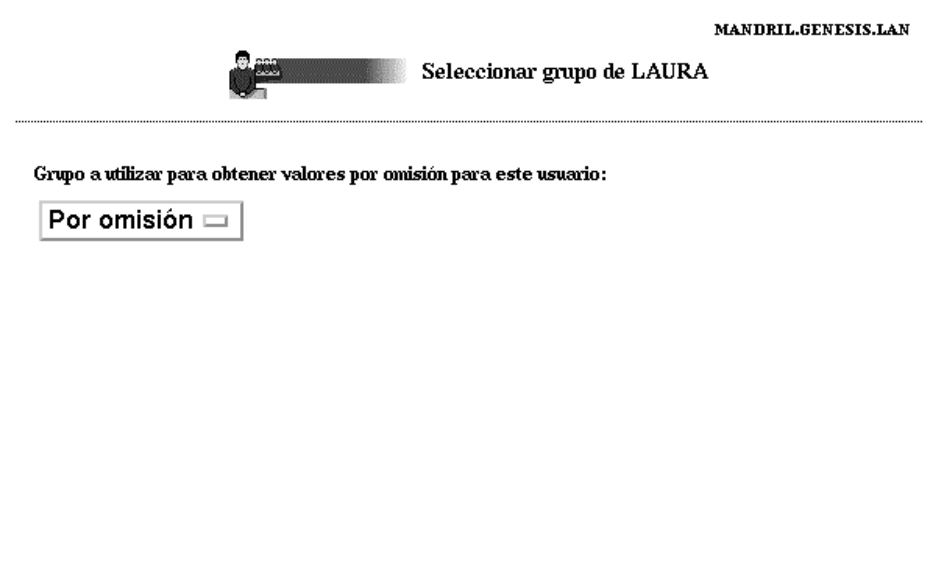 MANDRIL.GENESIS.LAN
Seleccionar grupo de LAURA
Grupo a utilizar para obtener valores por omisión para este usuario:
Por omisión